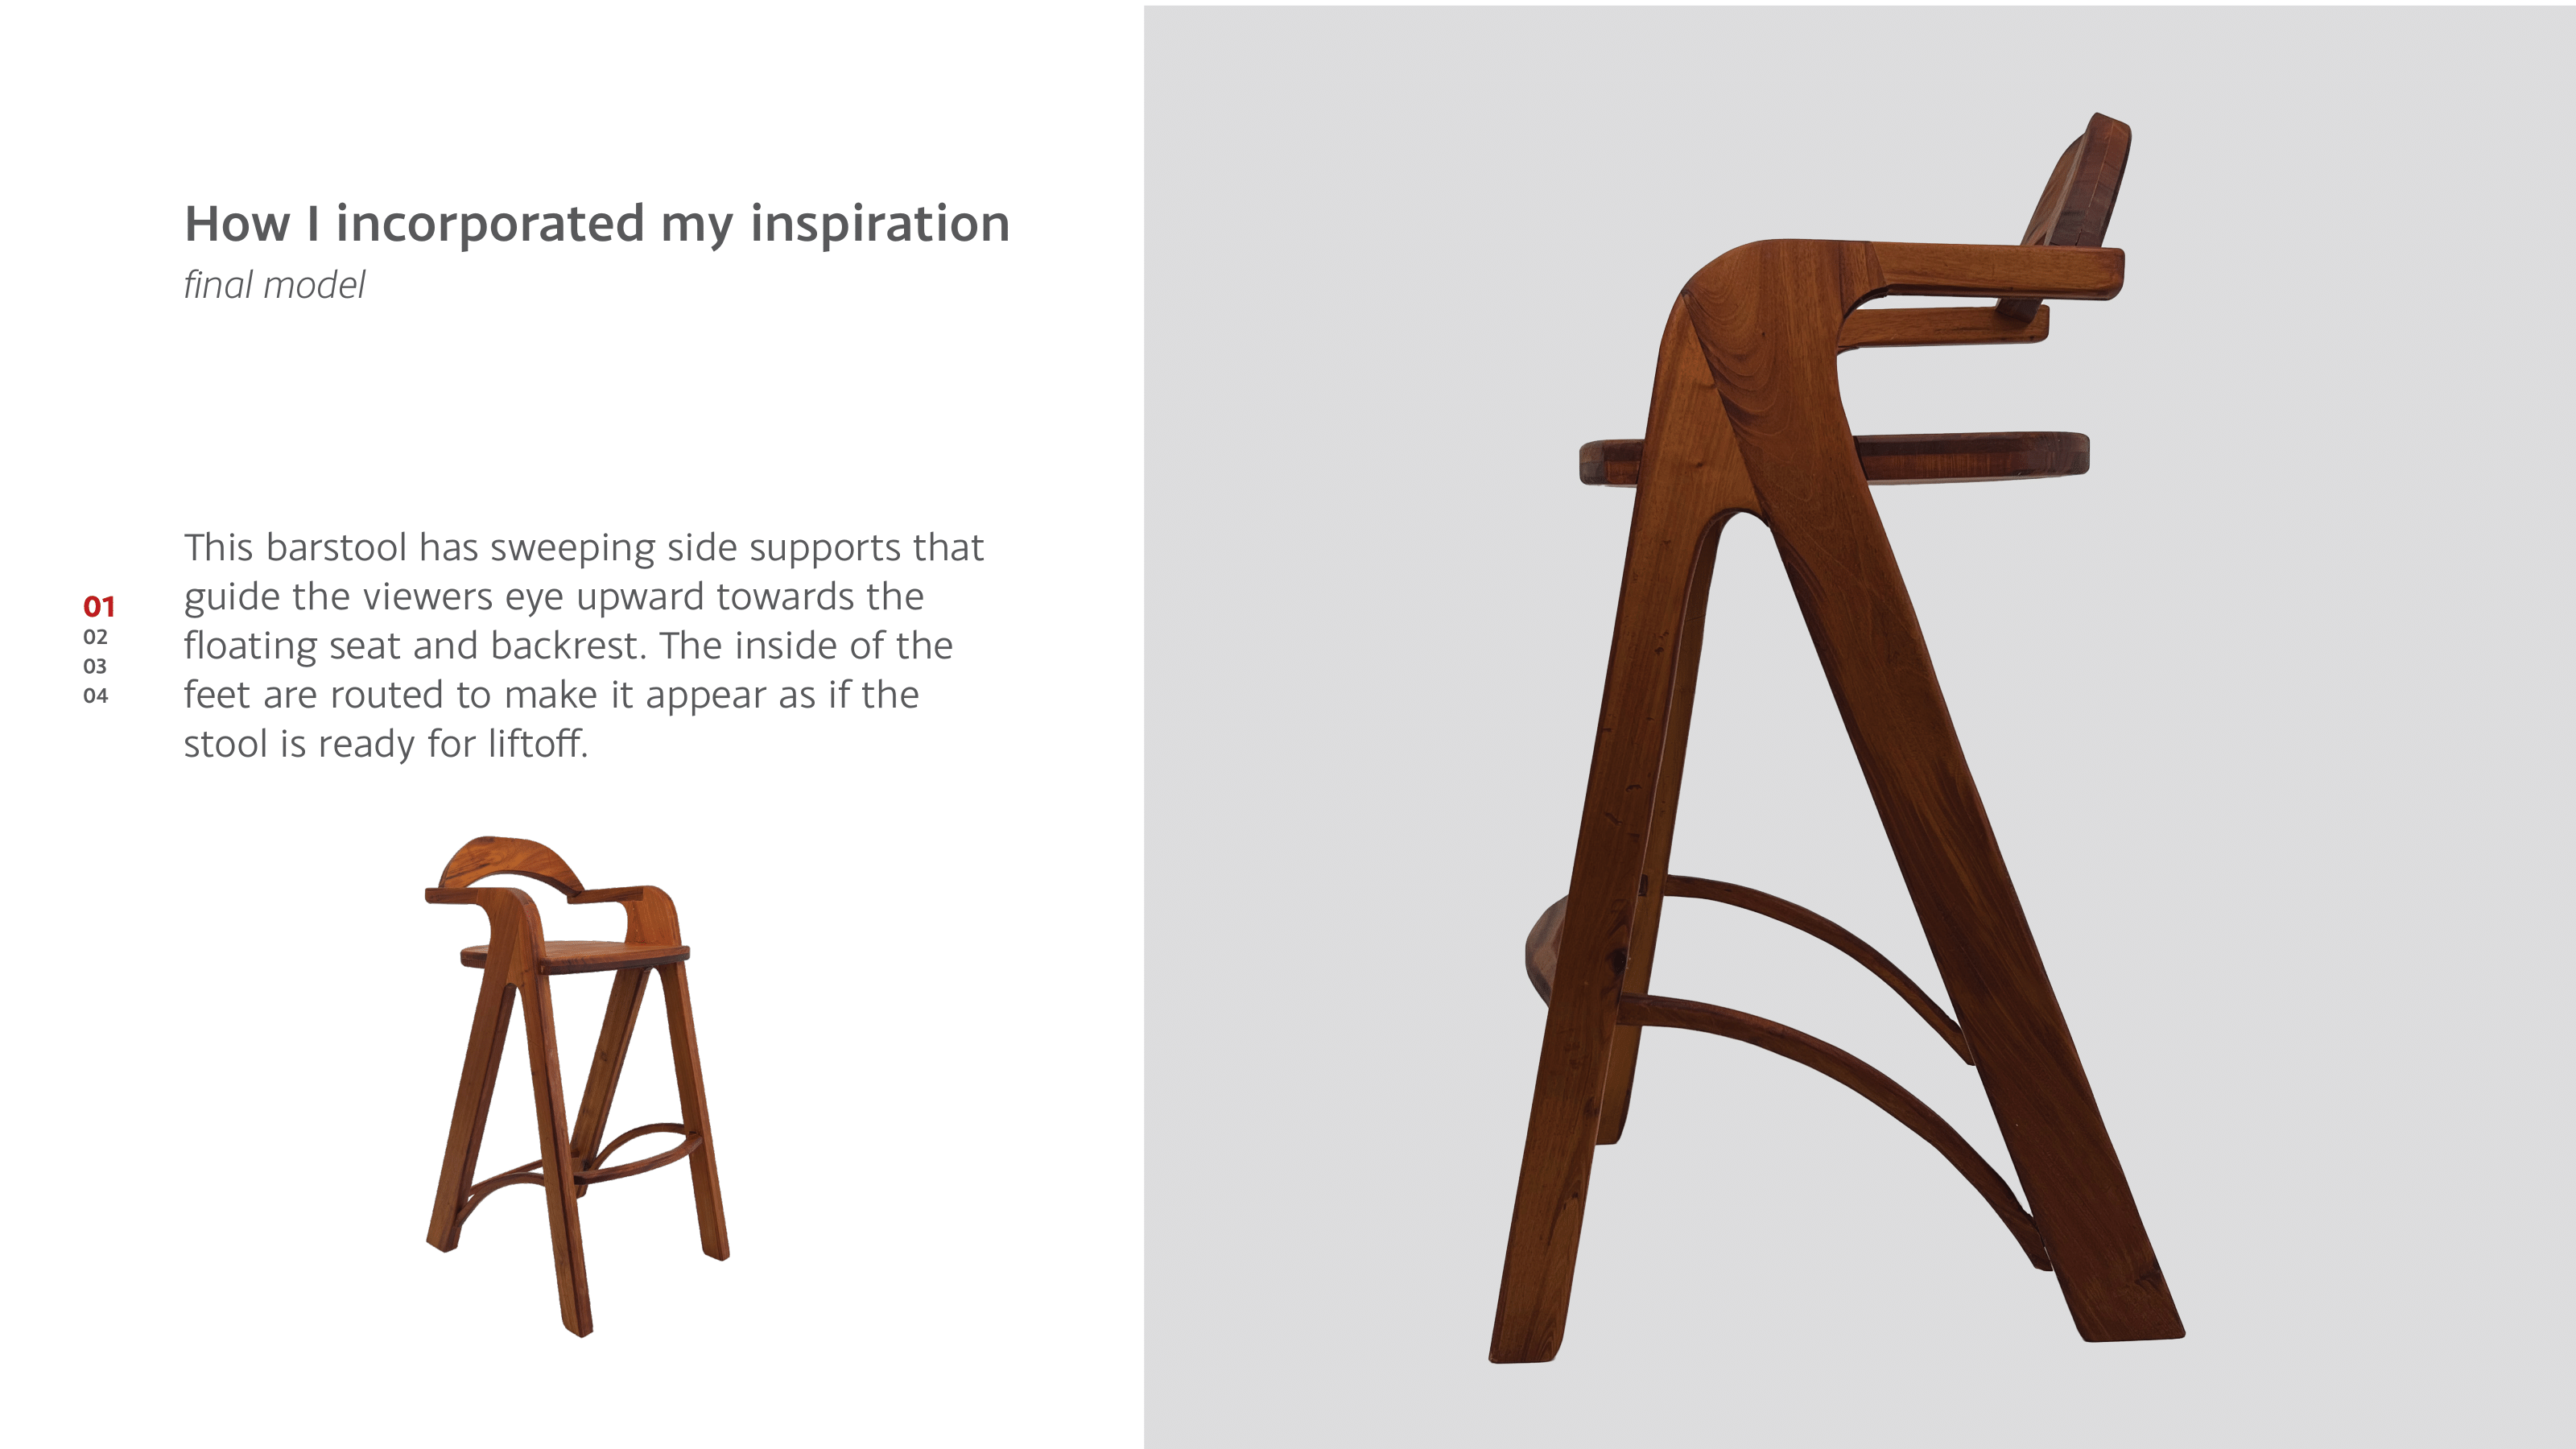 How I incorporated my inspiration
final model
This barstool has sweeping side supports that
guide the viewers eye upward towards the
floating seat and backrest. The inside of the
feet are routed to make it appear as if the
stool is ready for liftoff.
01
02
03
04